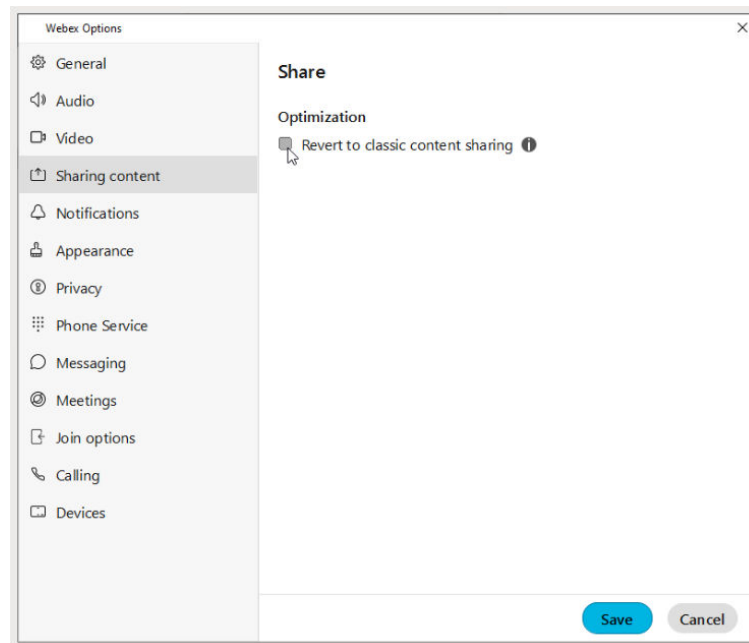 Webex Options
General
Audio
Video
Sharing content
Notifications
Appearance
Privacy
Phone Service
Messaging
Meetings
Join options
Calling
Devices
Share
Optimization
Revert to classic content sharing
Save Cancel